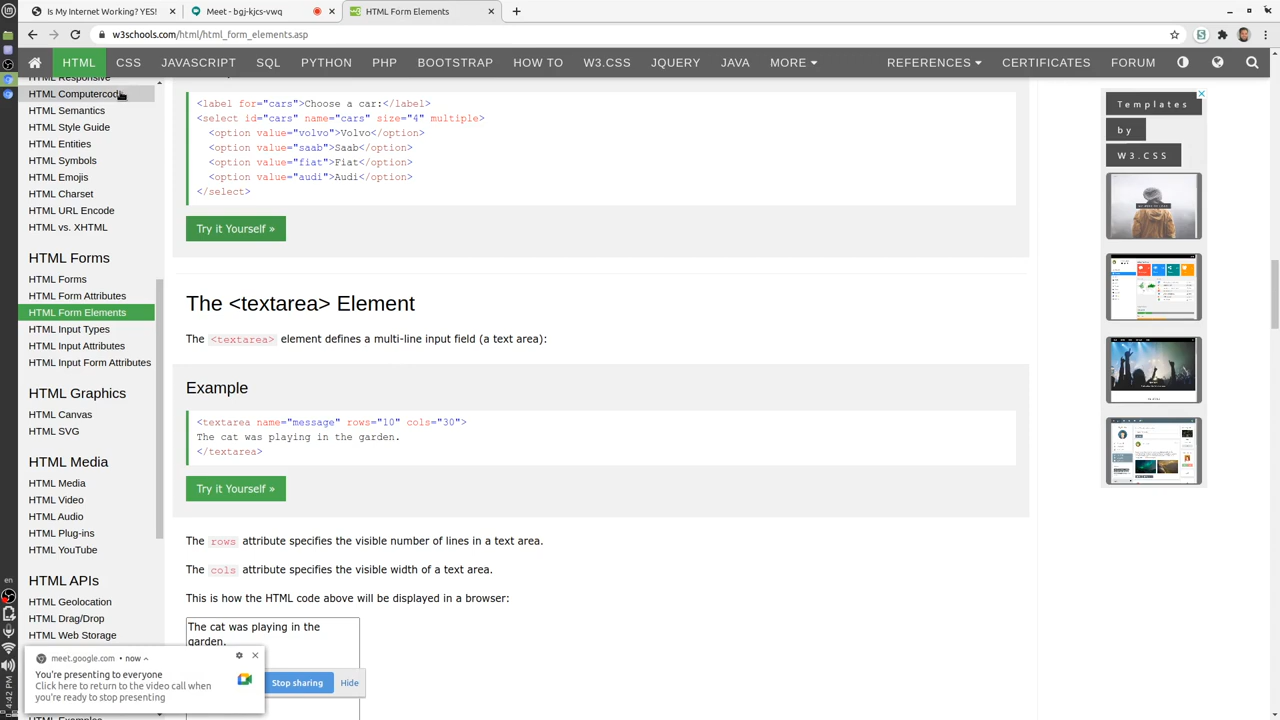 Is My Internet Working? YES!
Meet - bgj-kjcs-vwq
HTML Form Elements
w3schools.com/html/html_form_elements.asp
HTML
CSS
JAVASCRIPT
SQL
PYTHON
PHP
BOOTSTRAP
HOW TO
W3.CSS
JQUERY
JAVA
MORE
REFERENCES
CERTIFICATES
FORUM
HTML Responsive
HTML Computercode
HTML Semantics
HTML Style Guide
HTML Entities
HTML Symbols
HTML Emojis
HTML Charset
HTML URL Encode
HTML vs. XHTML
HTML Forms
HTML Forms
HTML Form Attributes
HTML Form Elements
HTML Input Types
HTML Input Attributes
HTML Input Form Attributes
HTML Graphics
HTML Canvas
HTML SVG
HTML Media
HTML Media
HTML Video
HTML Audio
HTML Plug-ins
HTML YouTube
HTML APIs
HTML Geolocation
HTML Drag/Drop
HTML Web Storage
HTML Examples
<label for="cars">Choose a car:</label>
<select id="cars" name="cars" size="4" multiple>
<option value="volvo">Volvo</option>
<option value="saab">Saab</option>
<option value="fiat">Fiat</option>
<option value="audi">Audi</option>
</select>
Try it Yourself »
The <textarea> Element
The <textarea> element defines a multi-line input field (a text area):
Example
<textarea name="message" rows="10" cols="30">
The cat was playing in the garden.
</textarea>
Try it Yourself »
The rows attribute specifies the visible number of lines in a text area.
The cols attribute specifies the visible width of a text area.
This is how the HTML code above will be displayed in a browser:
The cat was playing in the
garden.
Templates
by
W3.CSS
meet.google.com • now
You're presenting to everyone
Click here to return to the video call when
you're ready to stop presenting
Stop sharing
Hide
en
4:42 PM